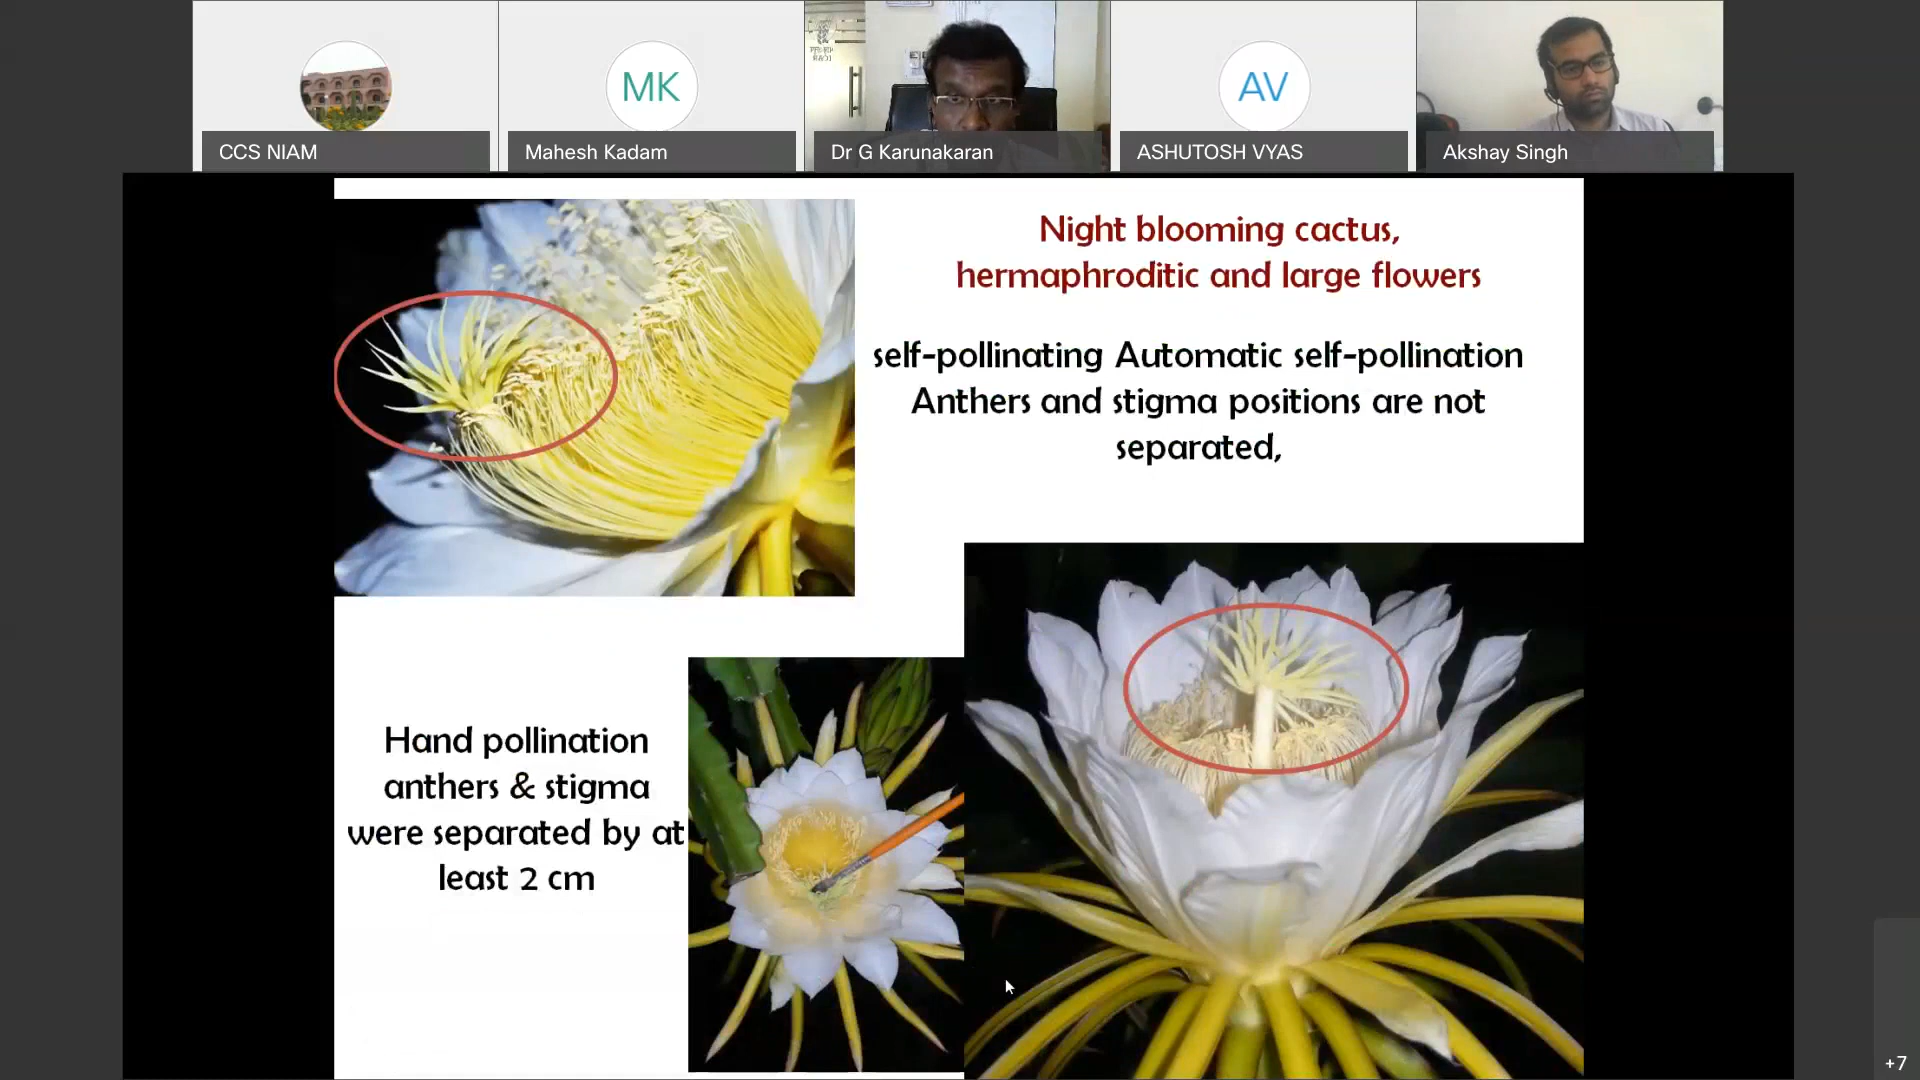 MK
AV
CCS NIAM
Mahesh Kadam
Dr G Karunakaran
ASHUTOSH VYAS
Akshay Singh
Night blooming cactus,
hermaphroditic and large flowers
self-pollinating Automatic self-pollination
Anthers and stigma positions are not
separated,
Hand pollination
anthers & stigma
were separated by at
least 2 cm
+7